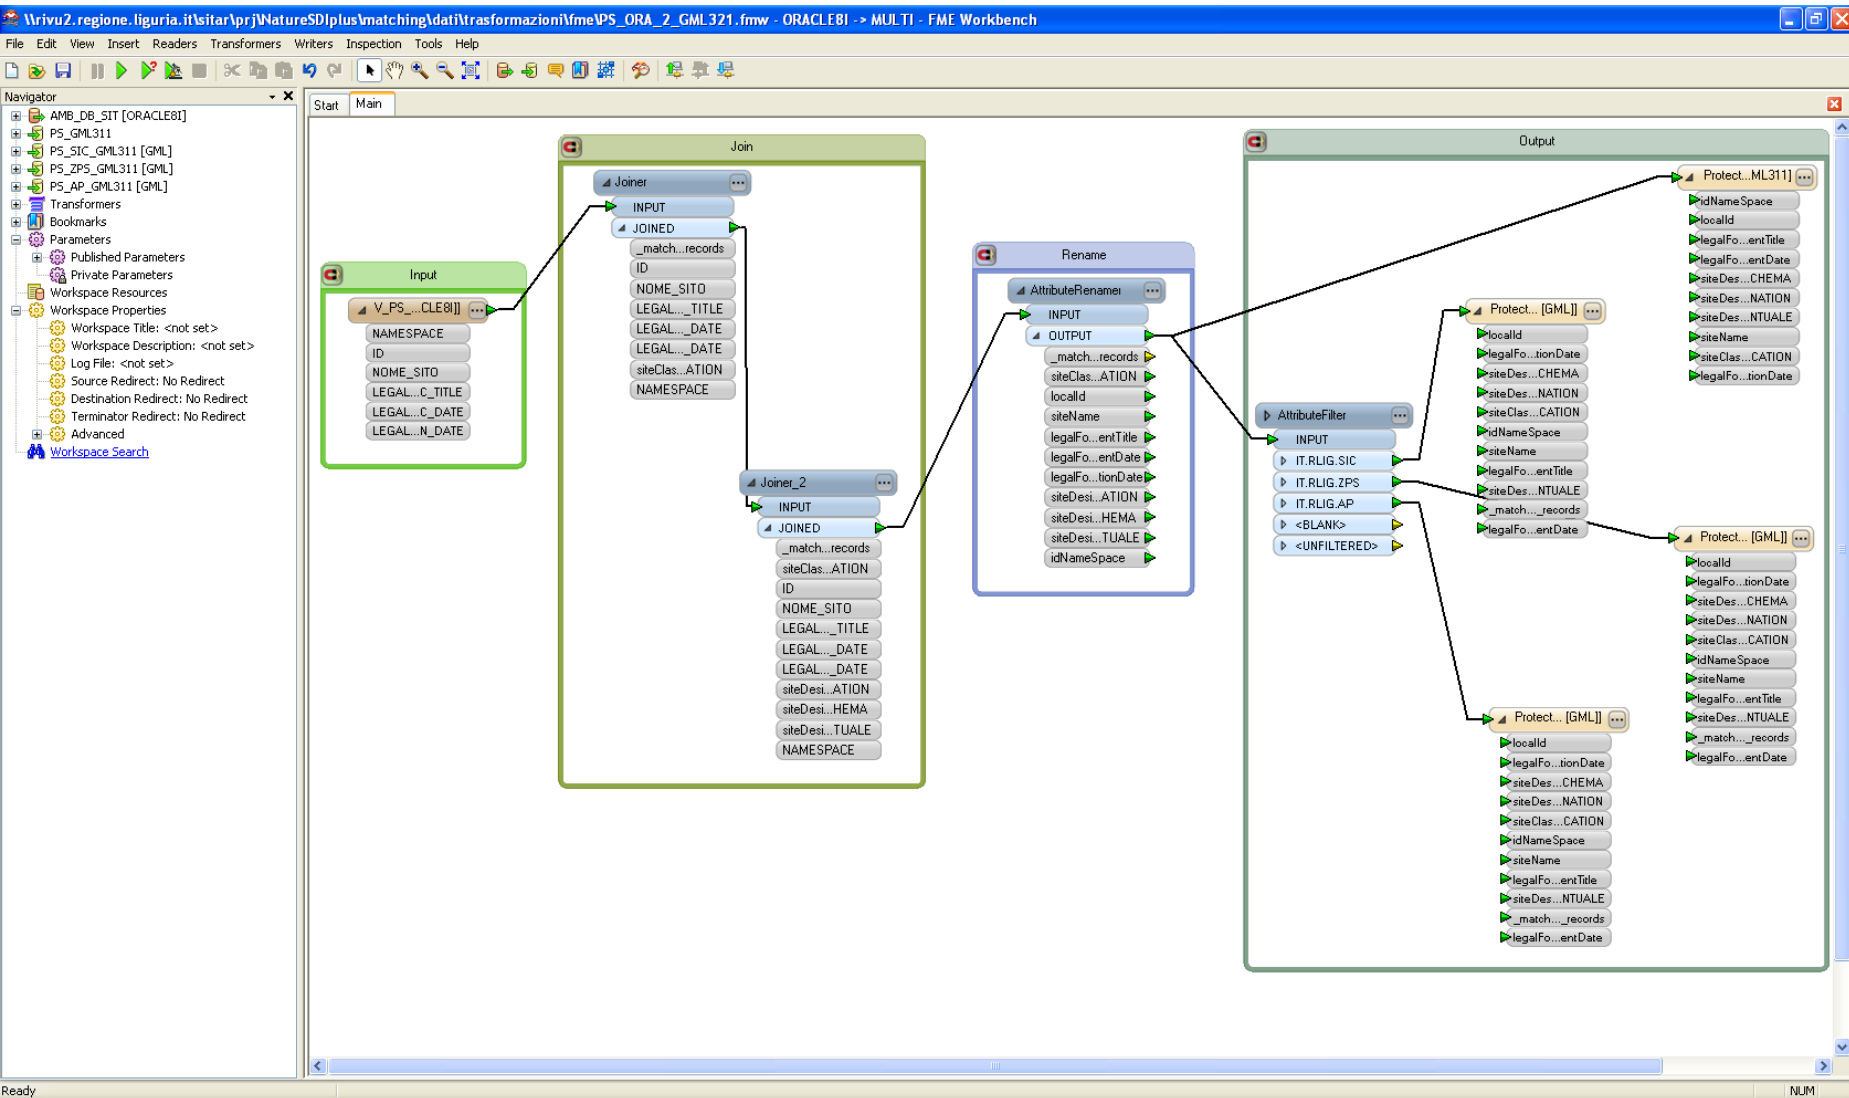 \\rivu2.regione.liguria.it\sitar\prj\NatureSDIplus\matching\dati\trasformazioni\fme\PS_ORA_2_GML321.fmw - ORACLE8I -> MULTI - FME Workbench
File Edit View Insert Readers Transformers Writers Inspection Tools Help
Navigator
AMB_DB_SIT [ORACLE8I]
PS_GML311
PS_SIC_GML311 [GML]
PS_ZPS_GML311 [GML]
PS_AP_GML311 [GML]
Transformers
Bookmarks
Parameters
Published Parameters
Private Parameters
Workspace Resources
Workspace Properties
Workspace Title: <not set>
Workspace Description: <not set>
Log File: <not set>
Source Redirect: No Redirect
Destination Redirect: No Redirect
Terminator Redirect: No Redirect
Advanced
Workspace Search
Start Main
Input
V_PS_...CLE8I]]
NAMESPACE
ID
NOME_SITO
LEGAL...C_TITLE
LEGAL...C_DATE
LEGAL...N_DATE
Join
Joiner
INPUT
JOINED
_match...records
ID
NOME_SITO
LEGAL..._TITLE
LEGAL..._DATE
LEGAL..._DATE
siteClas...ATION
NAMESPACE
Joiner_2
INPUT
JOINED
_match...records
siteClas...ATION
ID
NOME_SITO
LEGAL..._TITLE
LEGAL..._DATE
LEGAL..._DATE
siteDesi...ATION
siteDesi...HEMA
siteDesi...TUALE
NAMESPACE
Rename
AttributeRenamer
INPUT
OUTPUT
_match...records
siteClas...ATION
localId
siteName
legalFo...entTitle
legalFo...entDate
legalFo...tionDate
siteDesi...ATION
siteDesi...HEMA
siteDesi...TUALE
idNameSpace
Output
AttributeFilter
INPUT
IT.RLIG.SIC
IT.RLIG.ZPS
IT.RLIG.AP
<BLANK>
<UNFILTERED>
Protect... [GML]]
localId
legalFo...tionDate
siteDes...CHEMA
siteDes...NATION
siteClas...CATION
idNameSpace
siteName
legalFo...entTitle
siteDes...NTUALE
_match..._records
legalFo...entDate
Protect...ML311]
idNameSpace
localId
legalFo...entTitle
legalFo...entDate
siteDes...CHEMA
siteDes...NATION
siteDes...NTUALE
siteName
siteClas...CATION
legalFo...tionDate
Protect... [GML]]
localId
legalFo...tionDate
siteDes...CHEMA
siteDes...NATION
siteClas...CATION
idNameSpace
siteName
legalFo...entTitle
siteDes...NTUALE
_match..._records
legalFo...entDate
Protect... [GML]]
localId
legalFo...tionDate
siteDes...CHEMA
siteDes...NATION
siteClas...CATION
idNameSpace
siteName
legalFo...entTitle
siteDes...NTUALE
_match..._records
legalFo...entDate
Ready
NUM